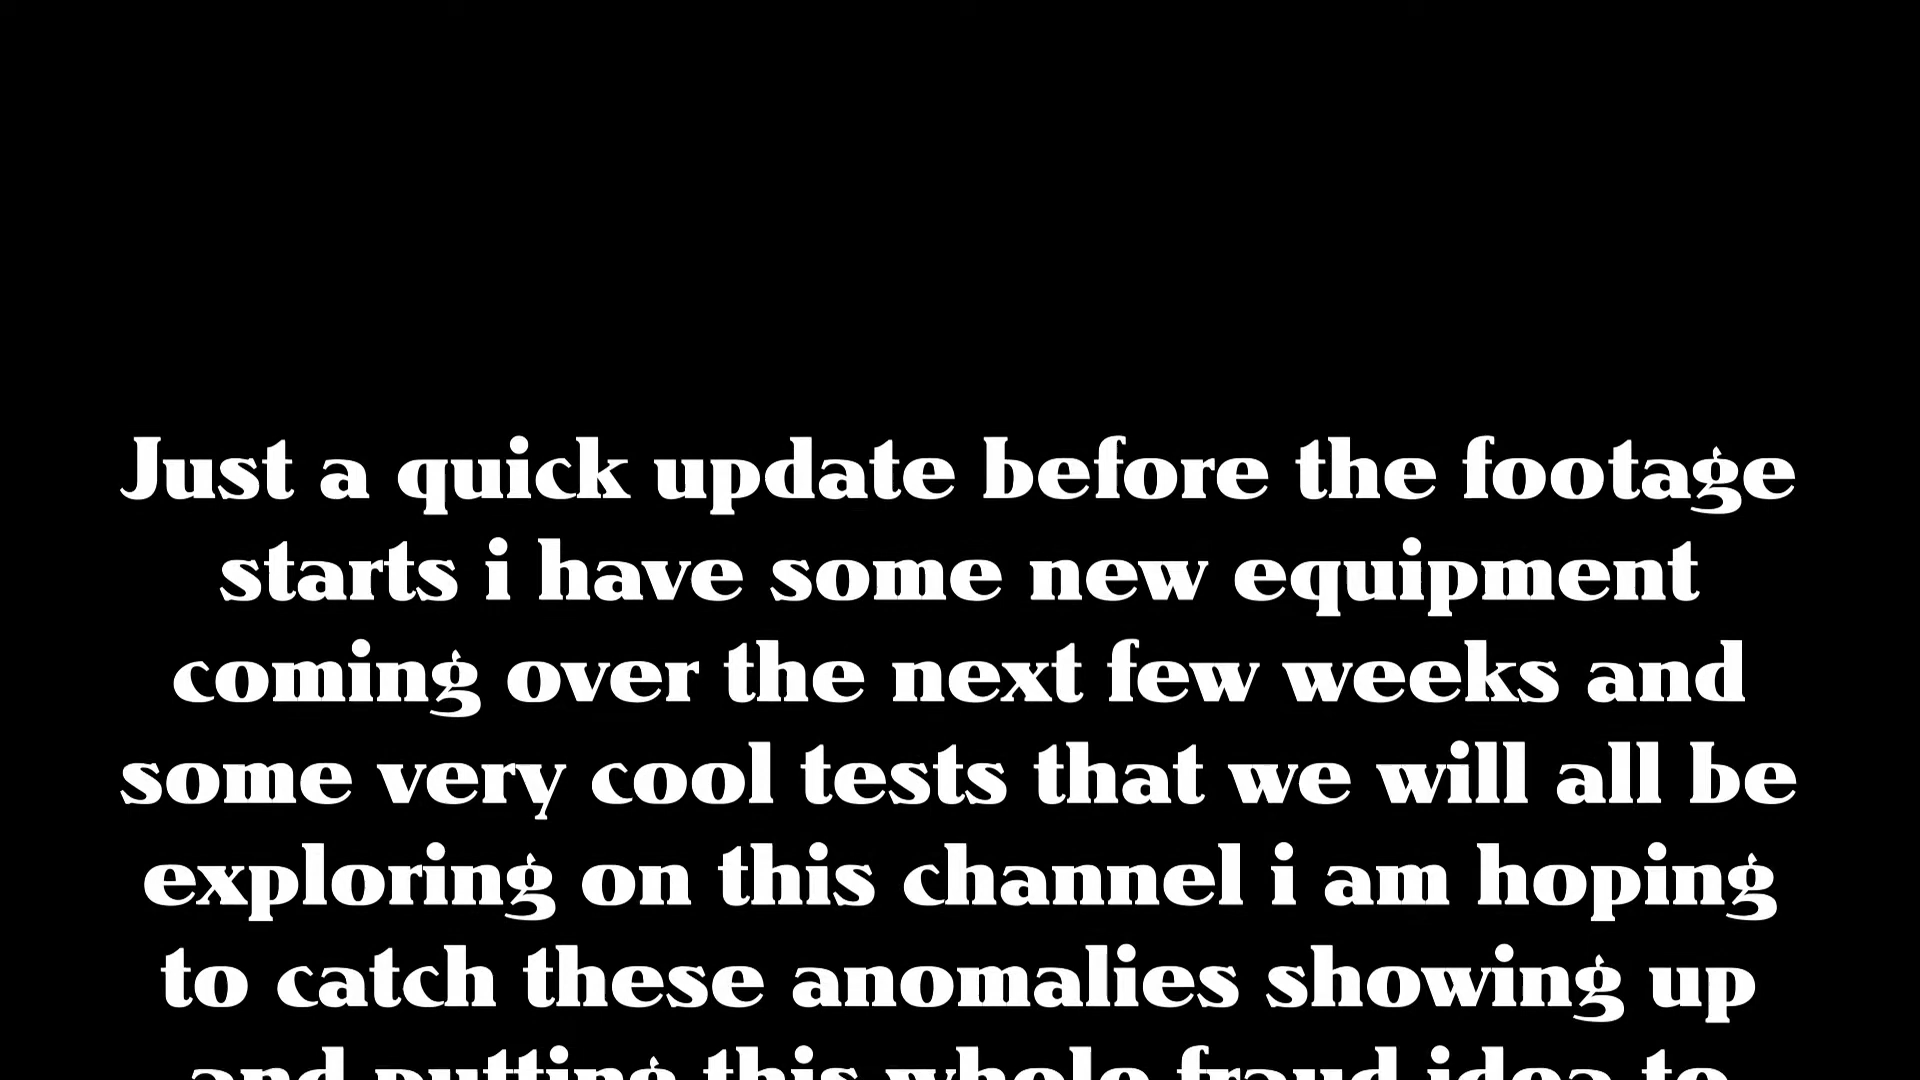 Just a quick update before the footage
starts i have some new equipment
coming over the next few weeks and
some very cool tests that we will all be
exploring on this channel i am hoping
to catch these anomalies showing up
and putting this whole fraud idea to